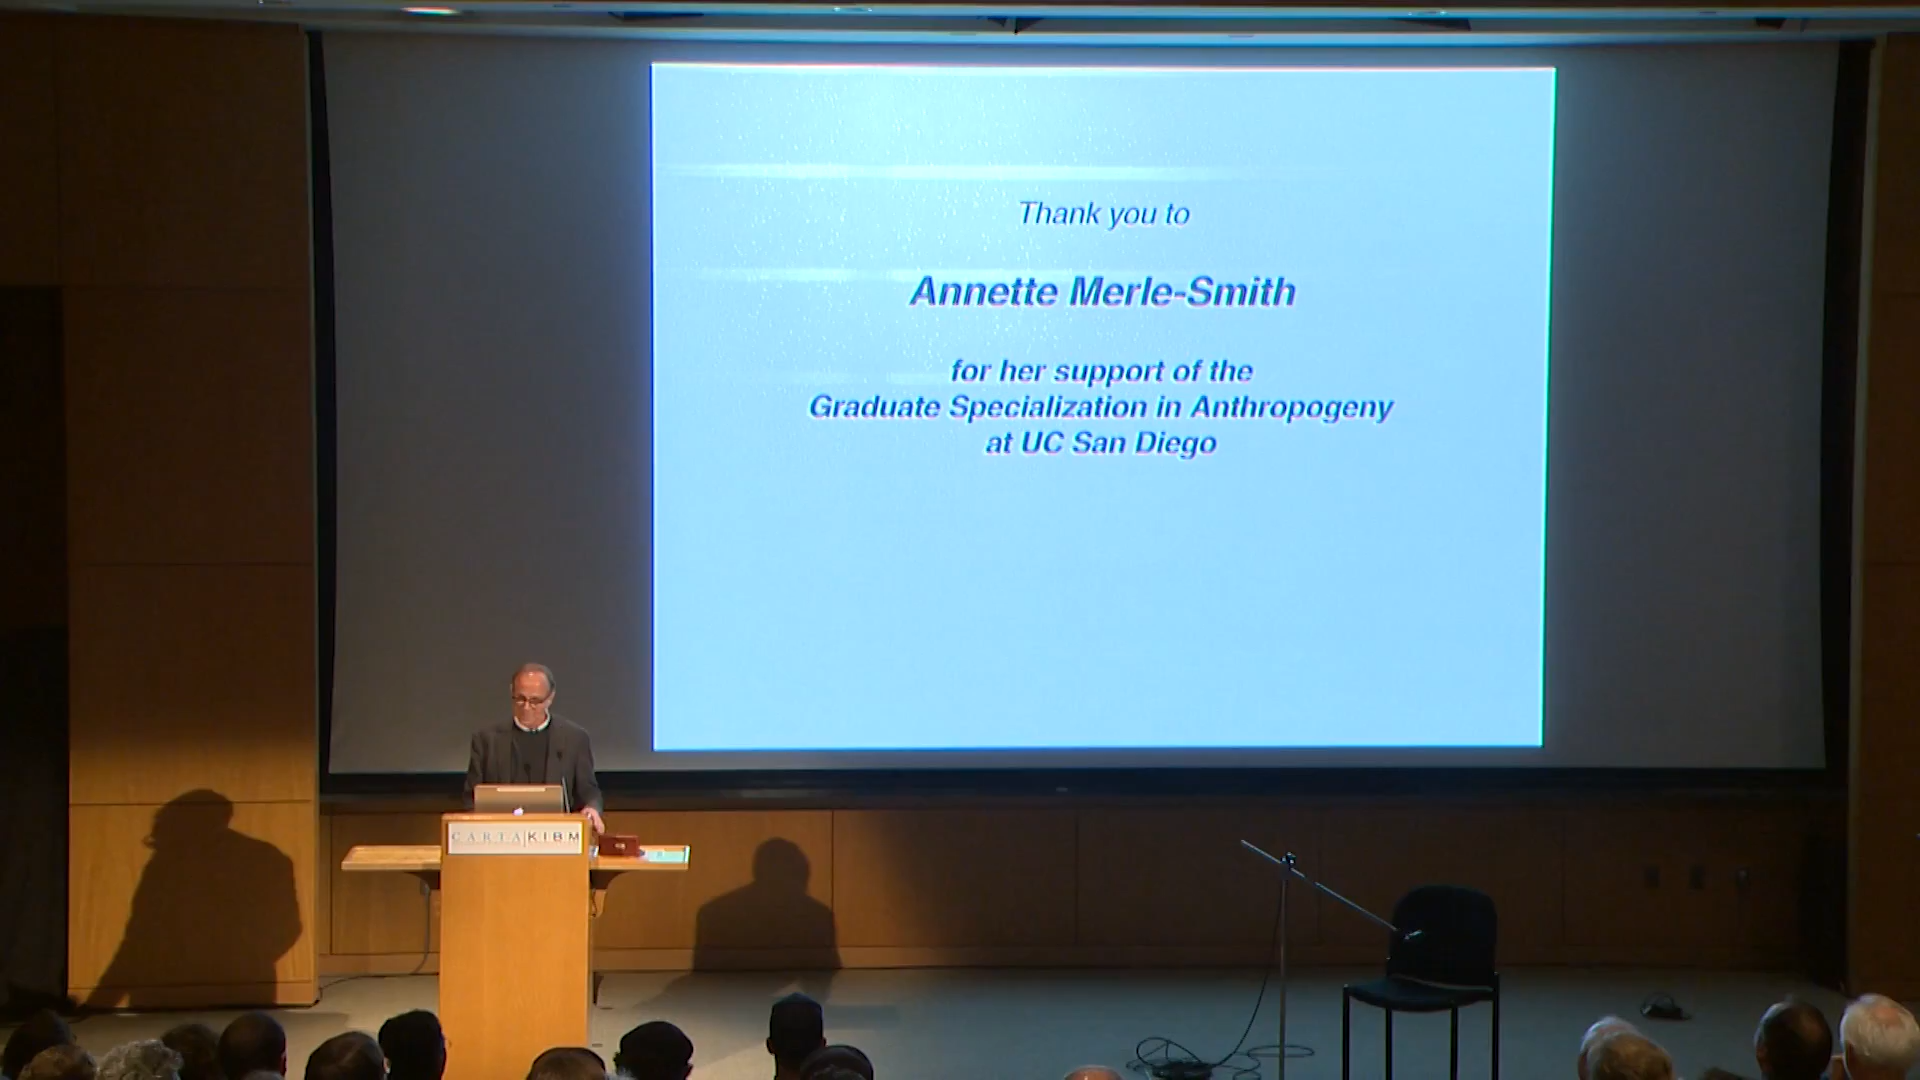 Thank you to
Annette Merle-Smith
for her support of the
Graduate Specialization in Anthropogeny
at UC San Diego
CARTA|KIBM